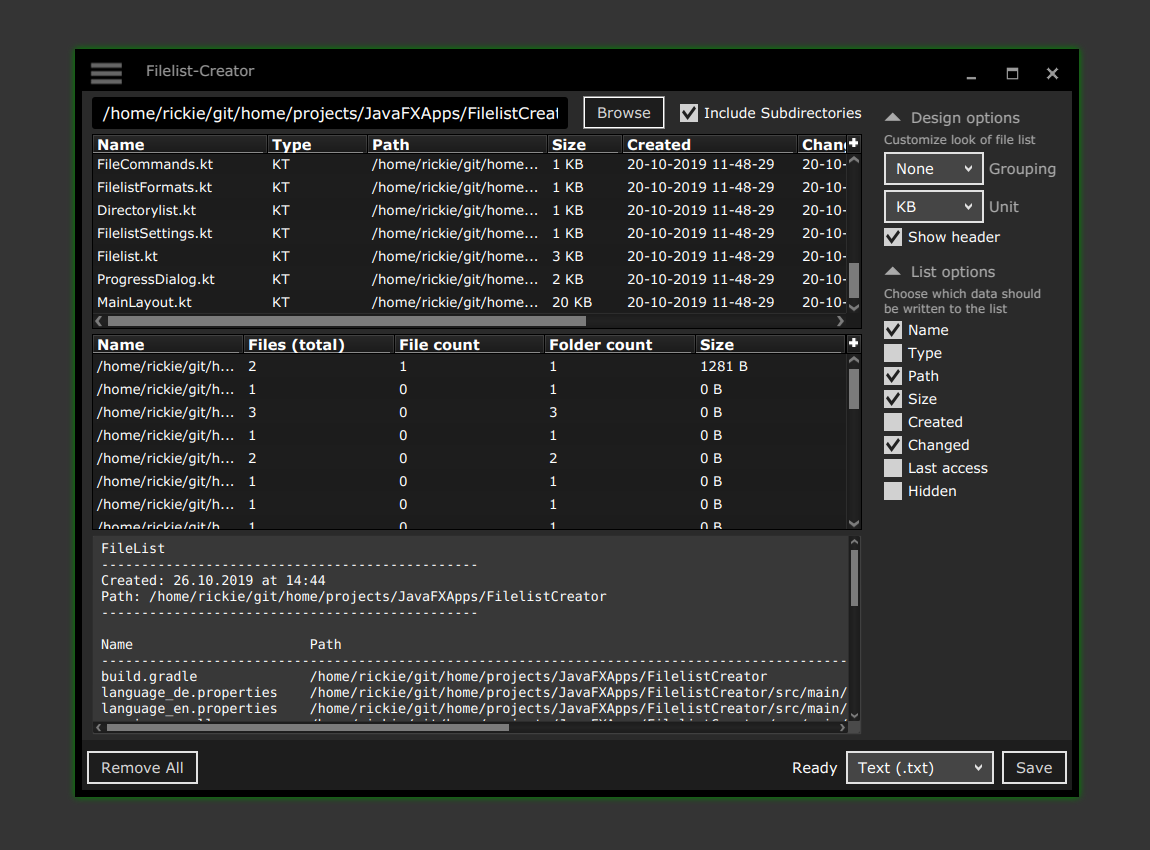 Filelist-Creator
/home/rickie/git/home/projects/JavaFXApps/FilelistCreat
Browse
Include Subdirectories
Name Type Path Size Created Chang
FileCommands.kt KT /home/rickie/git/home... 1 KB 20-10-2019 11-48-29 20-10-
FilelistFormats.kt KT /home/rickie/git/home... 1 KB 20-10-2019 11-48-29 20-10-
Directorylist.kt KT /home/rickie/git/home... 1 KB 20-10-2019 11-48-29 20-10-
FilelistSettings.kt KT /home/rickie/git/home... 1 KB 20-10-2019 11-48-29 20-10-
Filelist.kt KT /home/rickie/git/home... 3 KB 20-10-2019 11-48-29 20-10-
ProgressDialog.kt KT /home/rickie/git/home... 2 KB 20-10-2019 11-48-29 20-10-
MainLayout.kt KT /home/rickie/git/home... 20 KB 20-10-2019 11-48-29 20-10-
Name Files (total) File count Folder count Size
/home/rickie/git/h... 2 1 1 1281 B
/home/rickie/git/h... 1 0 1 0 B
/home/rickie/git/h... 3 0 3 0 B
/home/rickie/git/h... 1 0 1 0 B
/home/rickie/git/h... 2 0 2 0 B
/home/rickie/git/h... 1 0 1 0 B
/home/rickie/git/h... 1 0 1 0 B
/home/rickie/git/h... 1 0 1 0 B
FileList
-----------------------------------------------
Created: 26.10.2019 at 14:44
Path: /home/rickie/git/home/projects/JavaFXApps/FilelistCreator
-----------------------------------------------
Name Path
---------------------------------------------------------------------------------------------
build.gradle /home/rickie/git/home/projects/JavaFXApps/FilelistCreator
language_de.properties /home/rickie/git/home/projects/JavaFXApps/FilelistCreator/src/main/
language_en.properties /home/rickie/git/home/projects/JavaFXApps/FilelistCreator/src/main/
Design options
Customize look of file list
None Grouping
KB Unit
Show header
List options
Choose which data should
be written to the list
Name
Type
Path
Size
Created
Changed
Last access
Hidden
Remove All
Ready
Text (.txt)
Save